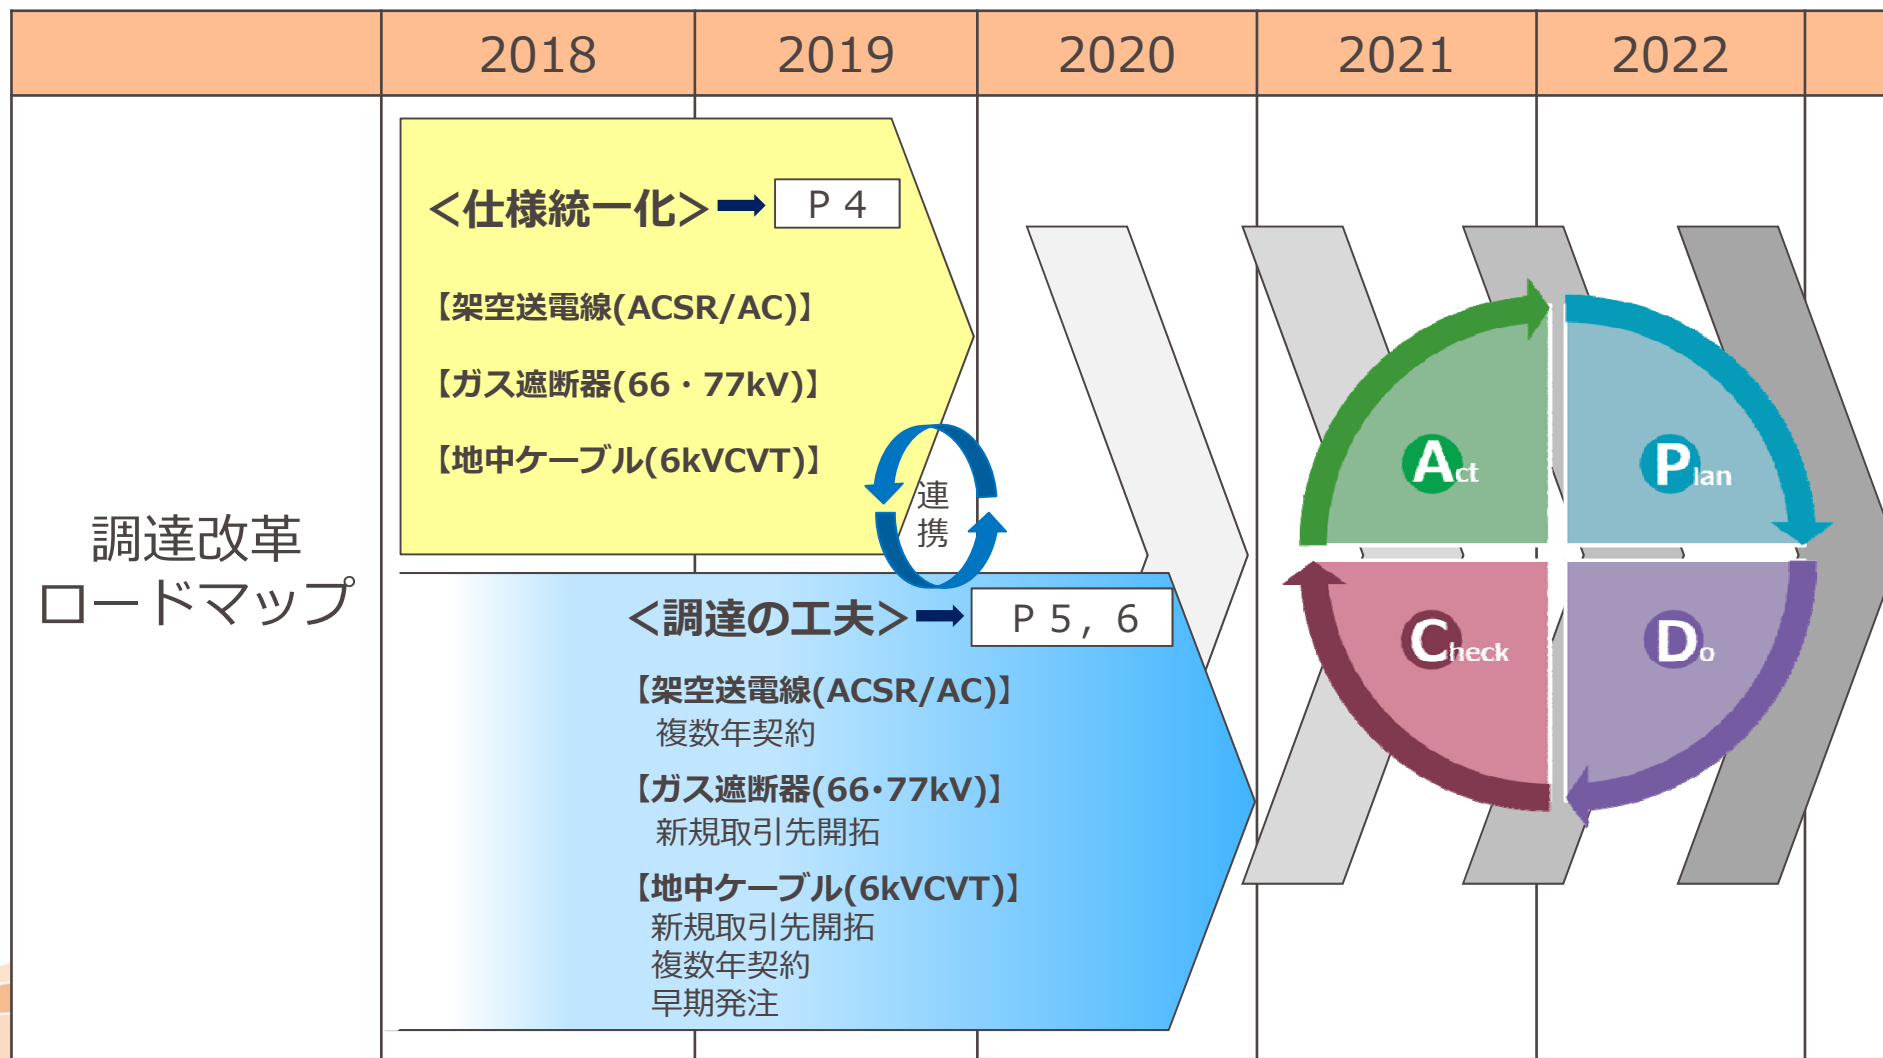 2018 2019 2020 2021 2022
調達改革
ロードマップ
<仕様統一化>
P 4
【架空送電線(ACSR/AC)】
【ガス遮断器(66・77kV)】
【地中ケーブル(6kVCVT)】
連
携
<調達の工夫>
P 5, 6
【架空送電線(ACSR/AC)】
複数年契約
【ガス遮断器(66・77kV)】
新規取引先開拓
【地中ケーブル(6kVCVT)】
新規取引先開拓
複数年契約
早期発注
Act
Plan
Check
Do